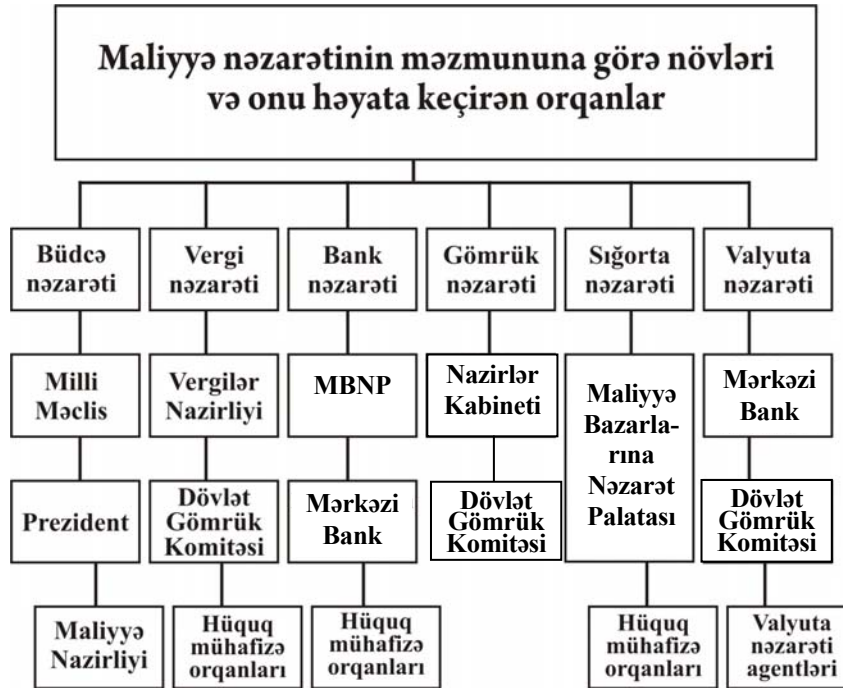 Maliyyə nəzarətinin məzmununa görə növləri
və onu həyata keçirən orqanlar
Büdcə
nəzarəti
Vergi
nəzarəti
Bank
nəzarəti
Gömrük
nəzarəti
Sığorta
nəzarəti
Valyuta
nəzarəti
Milli
Məclis
Vergilər
Nazirliyi
MBNP
Nazirlər
Kabineti
Maliyyə
Bazarla-
rına
Nəzarət
Palatası
Mərkəzi
Bank
Prezident
Dövlət
Gömrük
Komitəsi
Mərkəzi
Bank
Dövlət
Gömrük
Komitəsi
Dövlət
Gömrük
Komitəsi
Maliyyə
Nazirliyi
Hüquq
mühafizə
orqanları
Hüquq
mühafizə
orqanları
Hüquq
mühafizə
orqanları
Valyuta
nəzarəti
agentləri